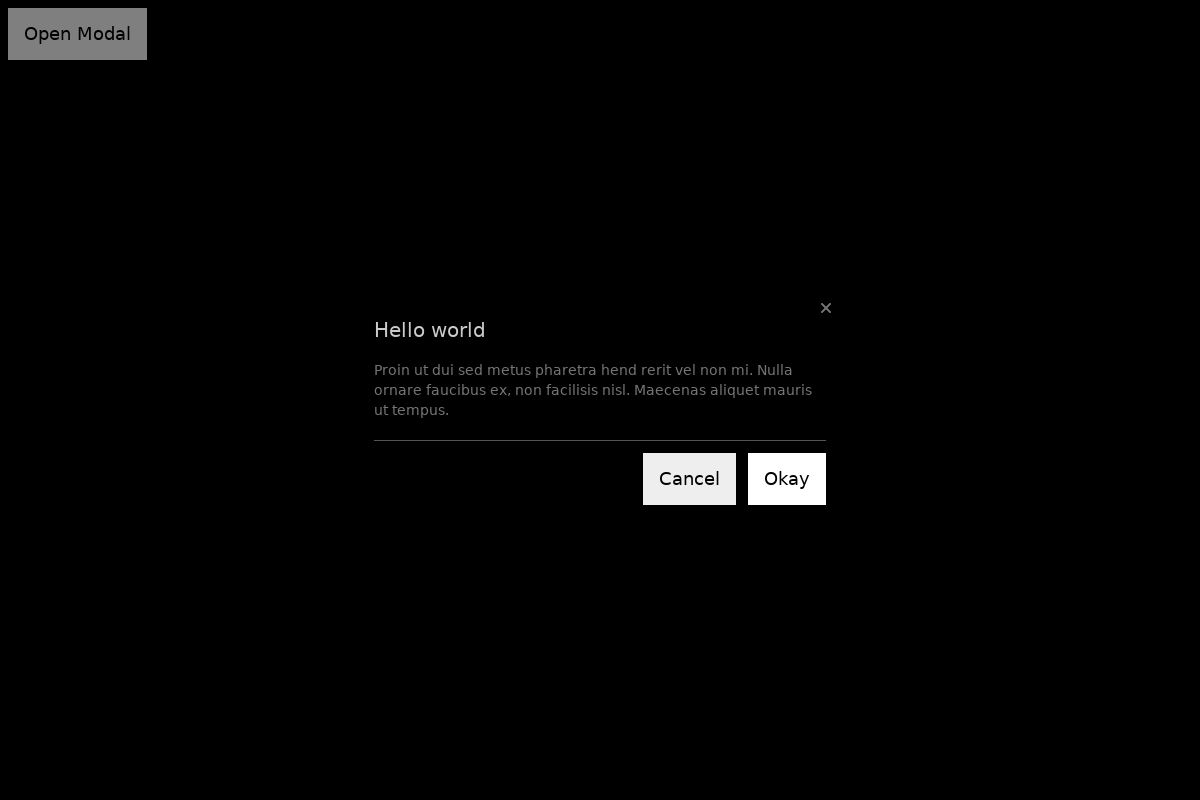 Open Modal
Hello world
Proin ut dui sed metus pharetra hend rerit vel non mi. Nulla
ornare faucibus ex, non facilisis nisl. Maecenas aliquet mauris
ut tempus.
Cancel
Okay